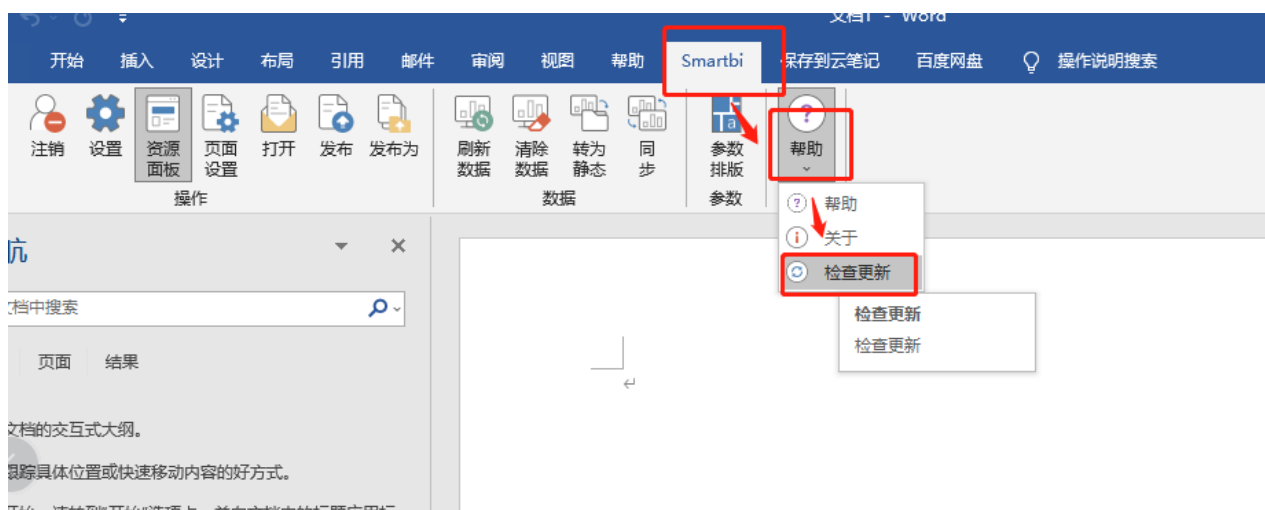 文档1 - Word
开始 插入 设计 布局 引用 邮件 审阅 视图 帮助 Smartbi 保存到云笔记 百度网盘 操作说明搜索
注销 设置 资源面板 页面设置 打开 发布 发布为 刷新数据 清除数据 转为静态 同步 参数排版 帮助
操作 数据 参数
帮助
关于
检查更新
检查更新
检查更新
航
文档中搜索
页面 结果
文档的交互式大纲。
跟踪具体位置或快速移动内容的好方式。